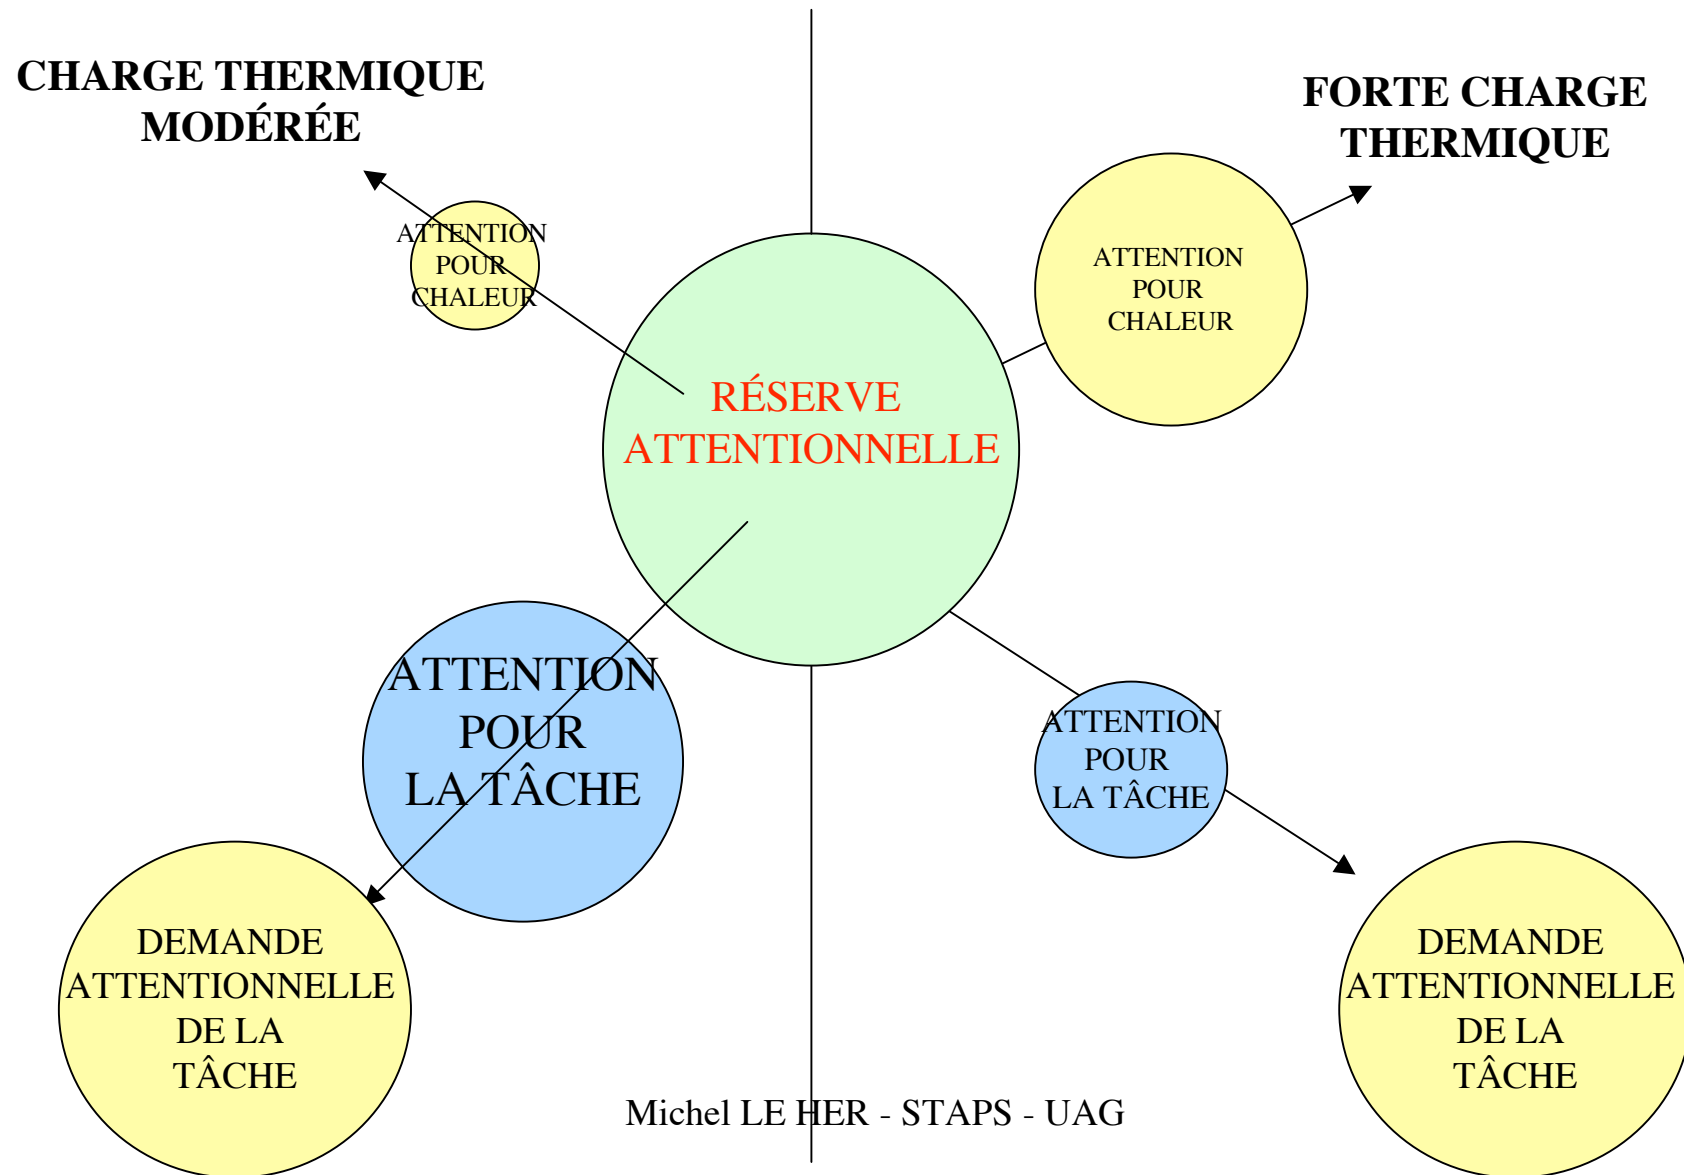 CHARGE THERMIQUE
MODÉRÉE
FORTE CHARGE
THERMIQUE
ATTENTION
POUR
CHALEUR
ATTENTION
POUR
CHALEUR
RÉSERVE
ATTENTIONNELLE
ATTENTION
POUR
LA TÂCHE
ATTENTION
POUR
LA TÂCHE
DEMANDE
ATTENTIONNELLE
DE LA
TÂCHE
DEMANDE
ATTENTIONNELLE
DE LA
TÂCHE
Michel LE HER - STAPS - UAG